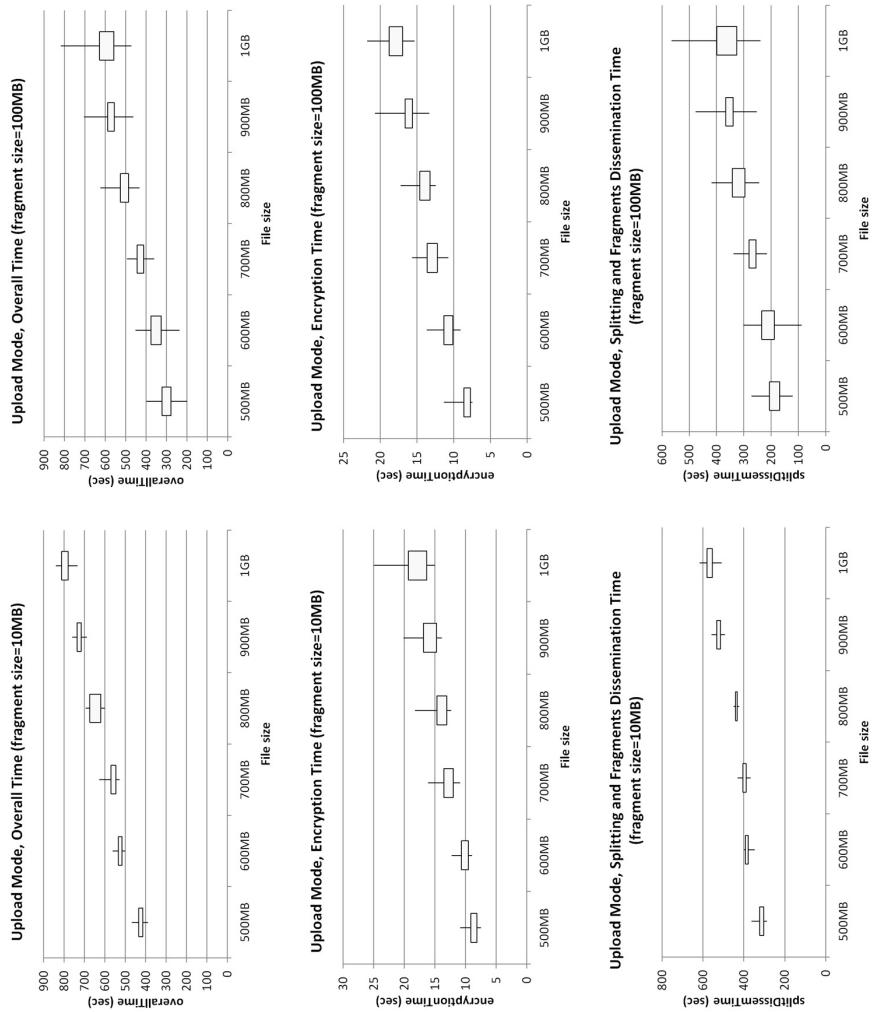 Upload Mode, Overall Time (fragment size=10MB)
overallTime (sec)
900
800
700
600
500
400
300
200
100
0
500MB 600MB 700MB 800MB 900MB 1GB
File size
Upload Mode, Overall Time (fragment size=100MB)
overallTime (sec)
900
800
700
600
500
400
300
200
100
0
500MB 600MB 700MB 800MB 900MB 1GB
File size
Upload Mode, Encryption Time (fragment size=10MB)
encryptionTime (sec)
30
25
20
15
10
5
0
500MB 600MB 700MB 800MB 900MB 1GB
File size
Upload Mode, Encryption Time (fragment size=100MB)
encryptionTime (sec)
25
20
15
10
5
0
500MB 600MB 700MB 800MB 900MB 1GB
File size
Upload Mode, Splitting and Fragments Dissemination Time
(fragment size=10MB)
splitDissemTime (sec)
800
600
400
200
0
500MB 600MB 700MB 800MB 900MB 1GB
File size
Upload Mode, Splitting and Fragments Dissemination Time
(fragment size=100MB)
splitDissemTime (sec)
600
500
400
300
200
100
0
500MB 600MB 700MB 800MB 900MB 1GB
File size